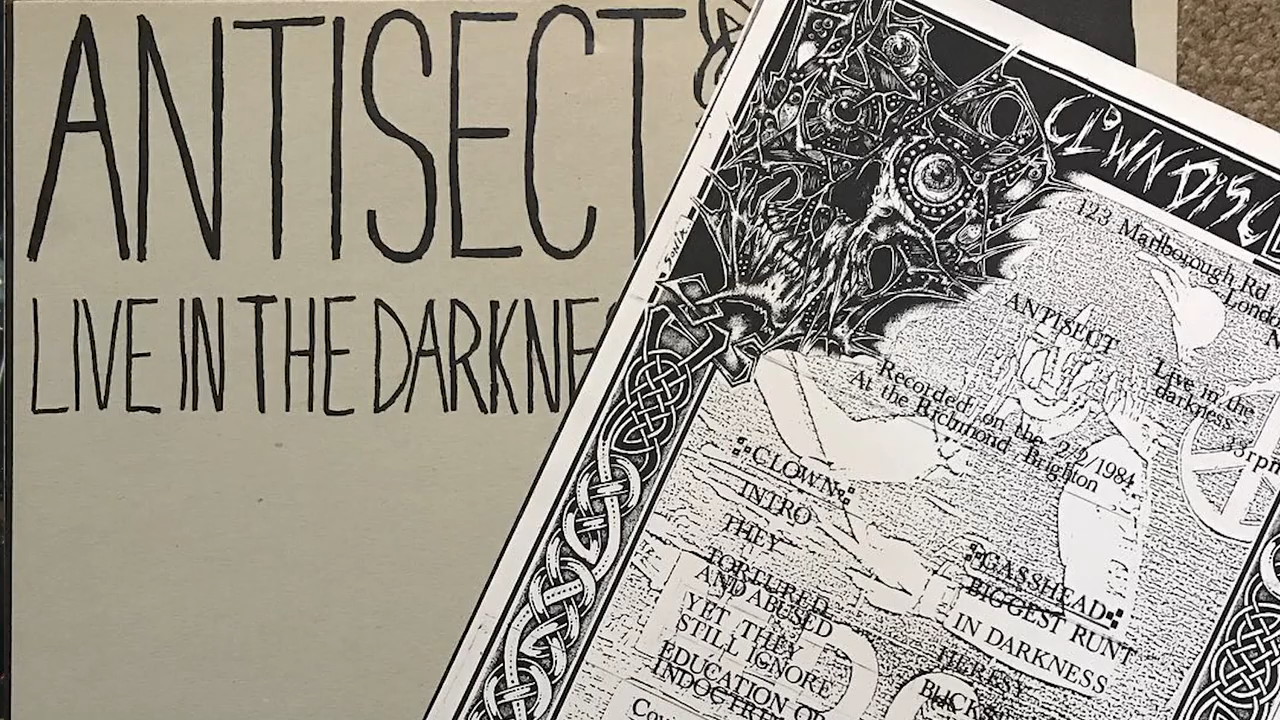 ANTISECT
LIVE IN THE DARKNE
SONIA
CLOWN DISC
123 Marlborough Rd
N
ANTISECT
Live in the
darkness
33rpm
Recorded on the 2/2/1984
At the Richmond Brighton
CLOWN
INTRO
THEY
TORTURED
AND ABUSED
YET THEY
STILL IGNORE
EDUCATION OR
GASSHEAD
BIGGEST RUNT
IN DARKNESS
HERESY